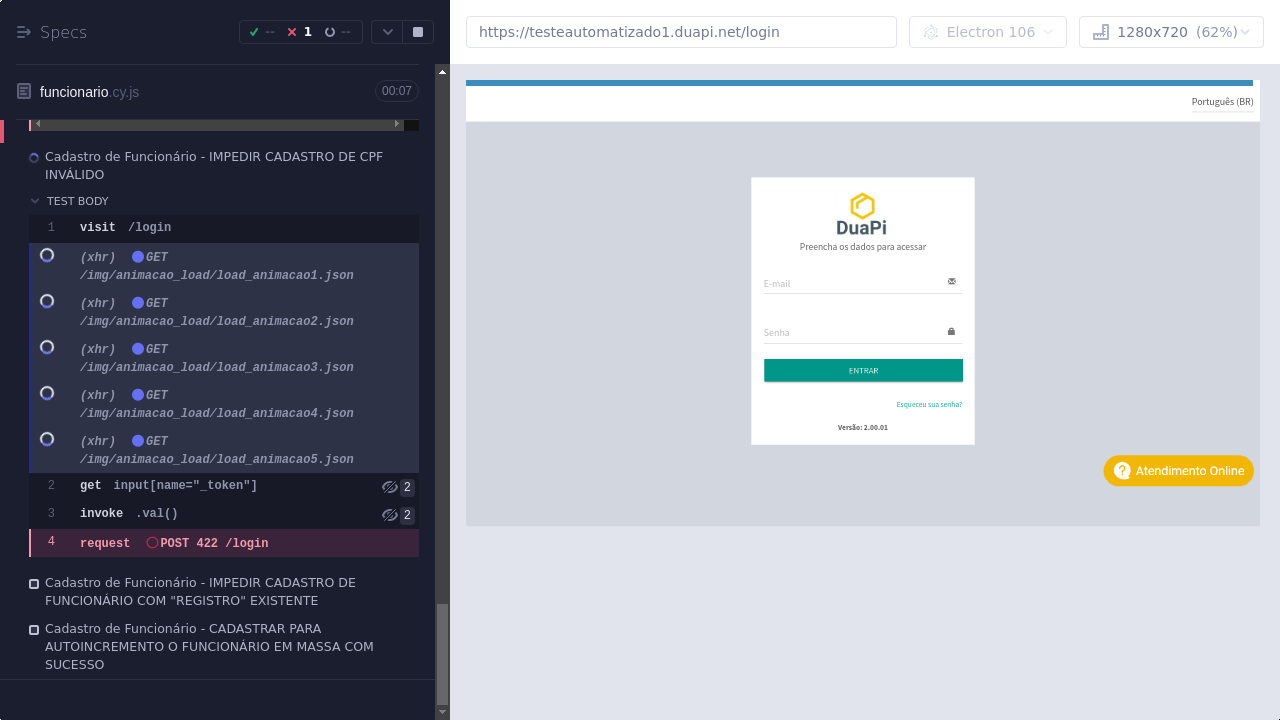 Specs
--
1
--
funcionario.cy.js
00:07
Cadastro de Funcionário - IMPEDIR CADASTRO DE CPF
INVÁLIDO
TEST BODY
1 visit /login
(xhr) GET
/img/animacao_load/load_animacao1.json
(xhr) GET
/img/animacao_load/load_animacao2.json
(xhr) GET
/img/animacao_load/load_animacao3.json
(xhr) GET
/img/animacao_load/load_animacao4.json
(xhr) GET
/img/animacao_load/load_animacao5.json
2 get input[name="_token"] 2
3 invoke .val() 2
4 request POST 422 /login
Cadastro de Funcionário - IMPEDIR CADASTRO DE
FUNCIONÁRIO COM "REGISTRO" EXISTENTE
Cadastro de Funcionário - CADASTRAR PARA
AUTOINCREMENTO O FUNCIONÁRIO EM MASSA COM
SUCESSO
https://testeautomatizado1.duapi.net/login
Electron 106
1280x720 (62%)
Português (BR)
DuaPi
Preencha os dados para acessar
E-mail
Senha
ENTRAR
Esqueceu sua senha?
Versão: 2.00.01
Atendimento Online